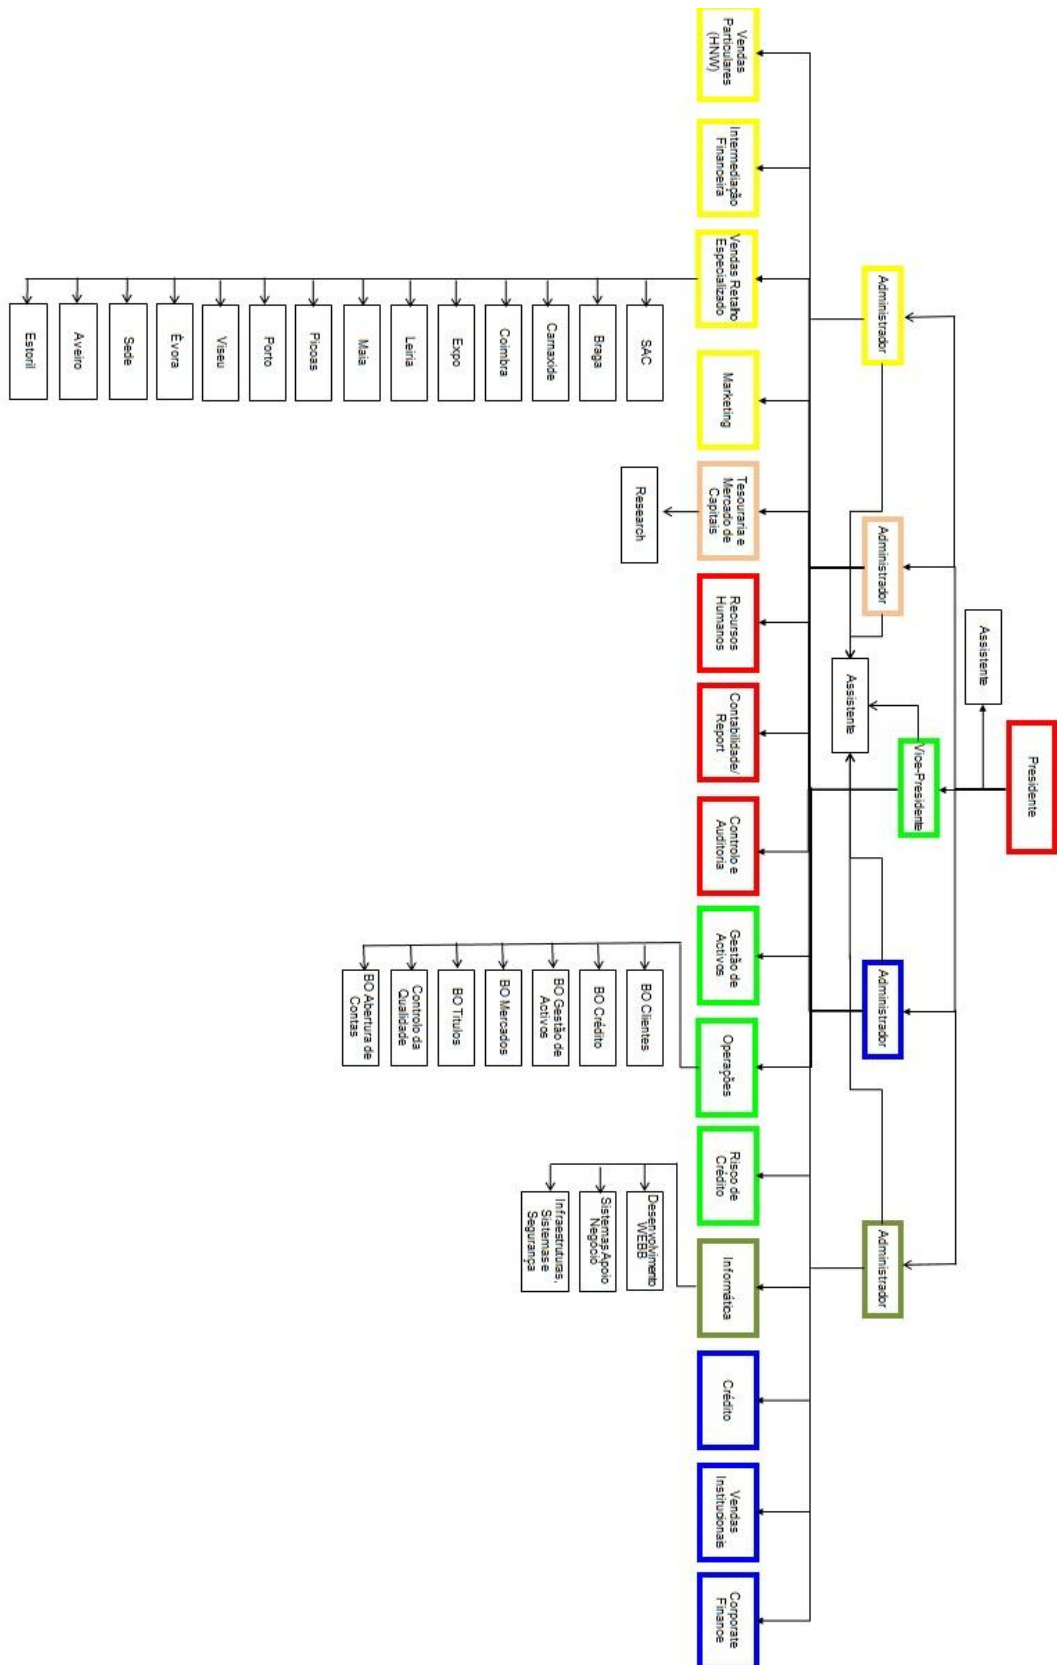 Presidente
Assistente
Vice-Presidente
Administrador
Administrador
Administrador
Administrador
Assistente
Vendas
Particulares
(HNW)
Intermediação
Financeira
Vendas Retalho
Especializado
Marketing
Tesouraria e
Mercado de
Capitais
Recursos
Humanos
Contabilidade/
Report
Controlo e
Auditoria
Gestão de
Activos
Operações
Risco de
Crédito
Informática
Crédito
Vendas
Institucionais
Corporate
Finance
SAC
Braga
Carnaxide
Coimbra
Expo
Leiria
Maia
Picoas
Porto
Viseu
Évora
Sede
Aveiro
Estoril
Research
BO Clientes
BO Crédito
BO Gestão de
Activos
BO Mercados
BO Títulos
Controlo da
Qualidade
BO Abertura de
Contas
Desenvolvimento
WEBB
Sistemas Apoio
Negócio
Infraestruturas,
Sistemas e
Segurança